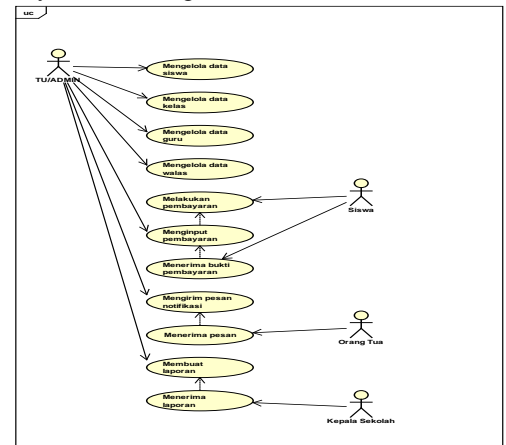 uc
TU/ADMIN
Mengelola data
siswa
Mengelola data
kelas
Mengelola data
guru
Mengelola data
walas
Melakukan
pembayaran
Siswa
Menginput
pembayaran
Menerima bukti
pembayaran
Mengirim pesan
notifikasi
Menerima pesan
Orang Tua
Membuat
laporan
Menerima
laporan
Kepala Sekolah